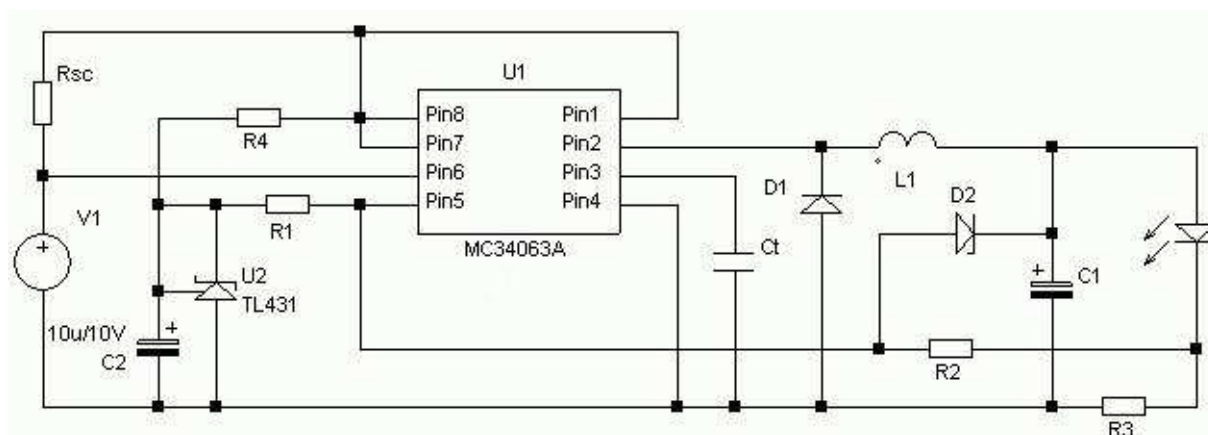 Rsc
U1
R4
Pin8
Pin7
Pin6
Pin5
Pin1
Pin2
Pin3
Pin4
MC34063A
V1
+
R1
U2
TL431
10u/10V
+
C2
Ct
D1
L1
D2
+
C1
R2
R3